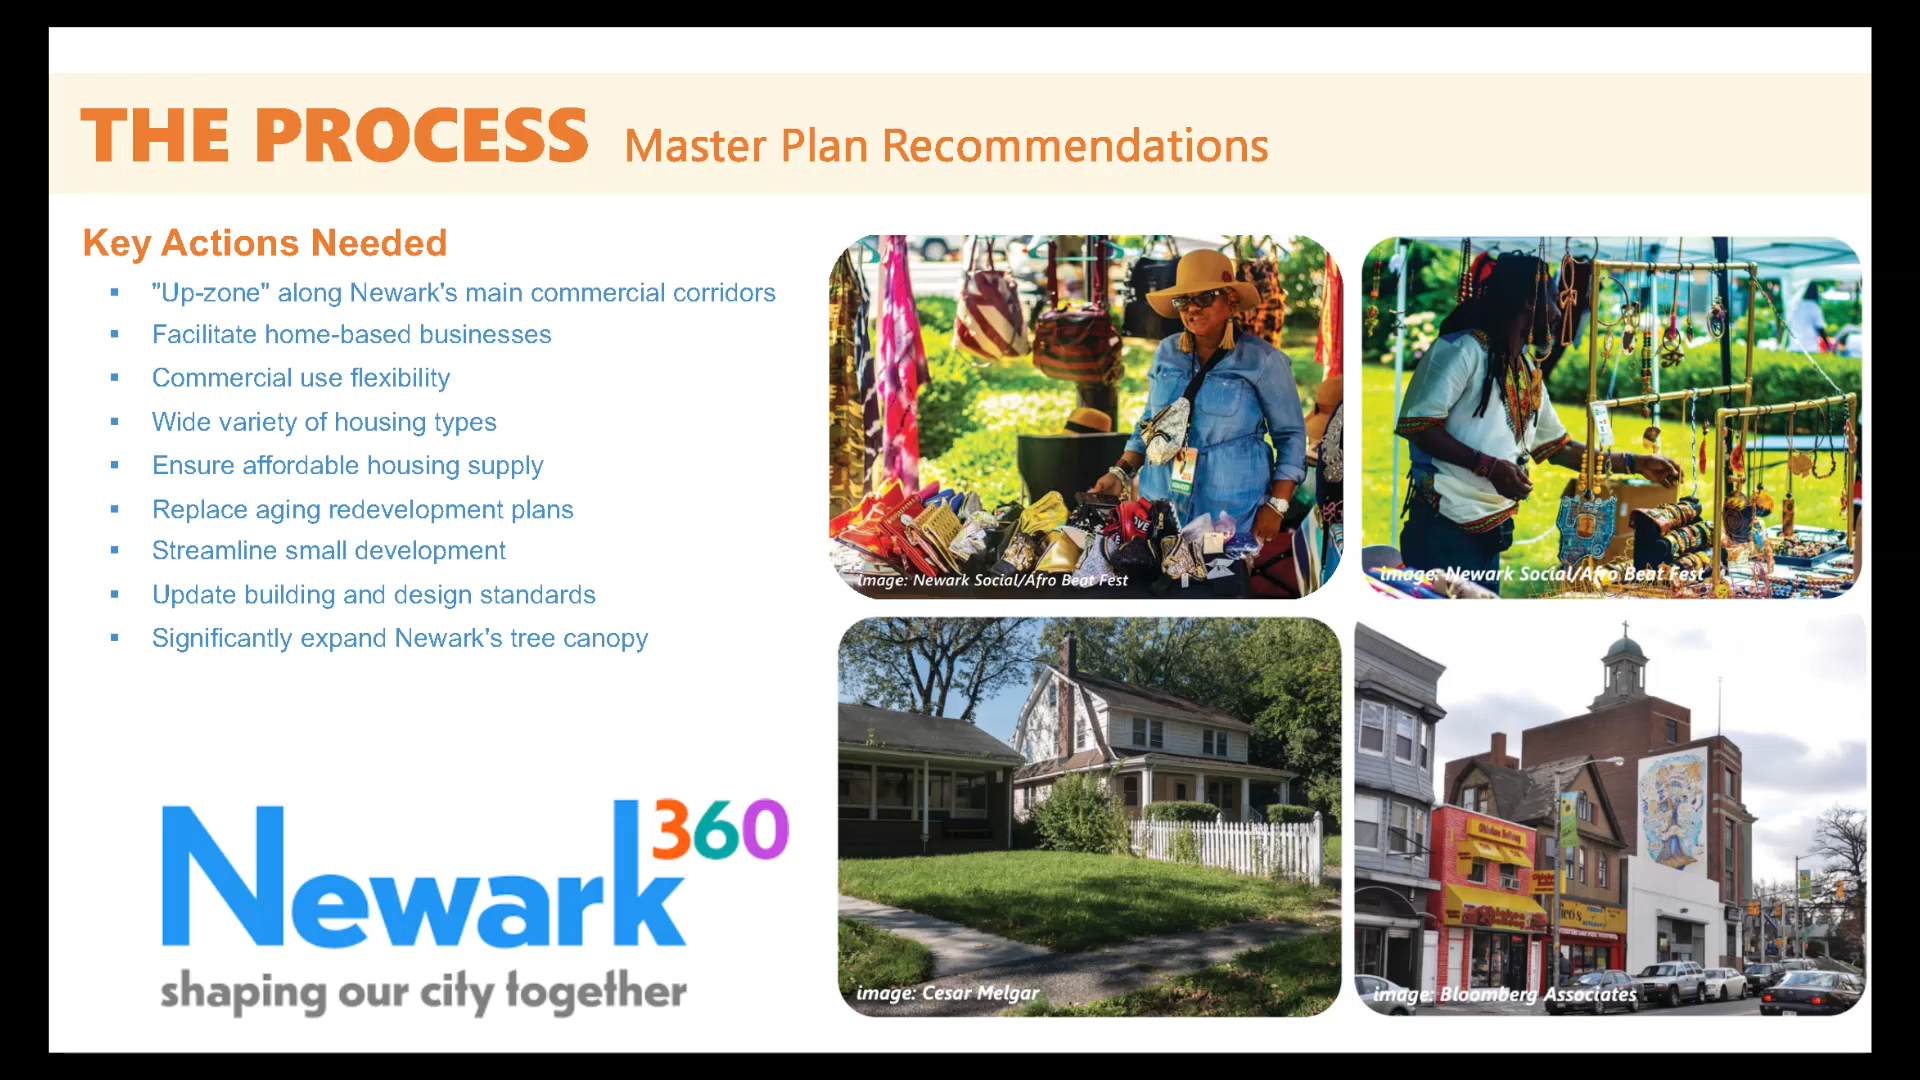 THE PROCESS Master Plan Recommendations
Key Actions Needed
▪ "Up-zone" along Newark's main commercial corridors
▪ Facilitate home-based businesses
▪ Commercial use flexibility
▪ Wide variety of housing types
▪ Ensure affordable housing supply
▪ Replace aging redevelopment plans
▪ Streamline small development
▪ Update building and design standards
▪ Significantly expand Newark's tree canopy
Newark360
shaping our city together
image: Newark Social/Afro Beat Fest
image: Newark Social/Afro Beat Fest
image: Cesar Melgar
image: Bloomberg Associates